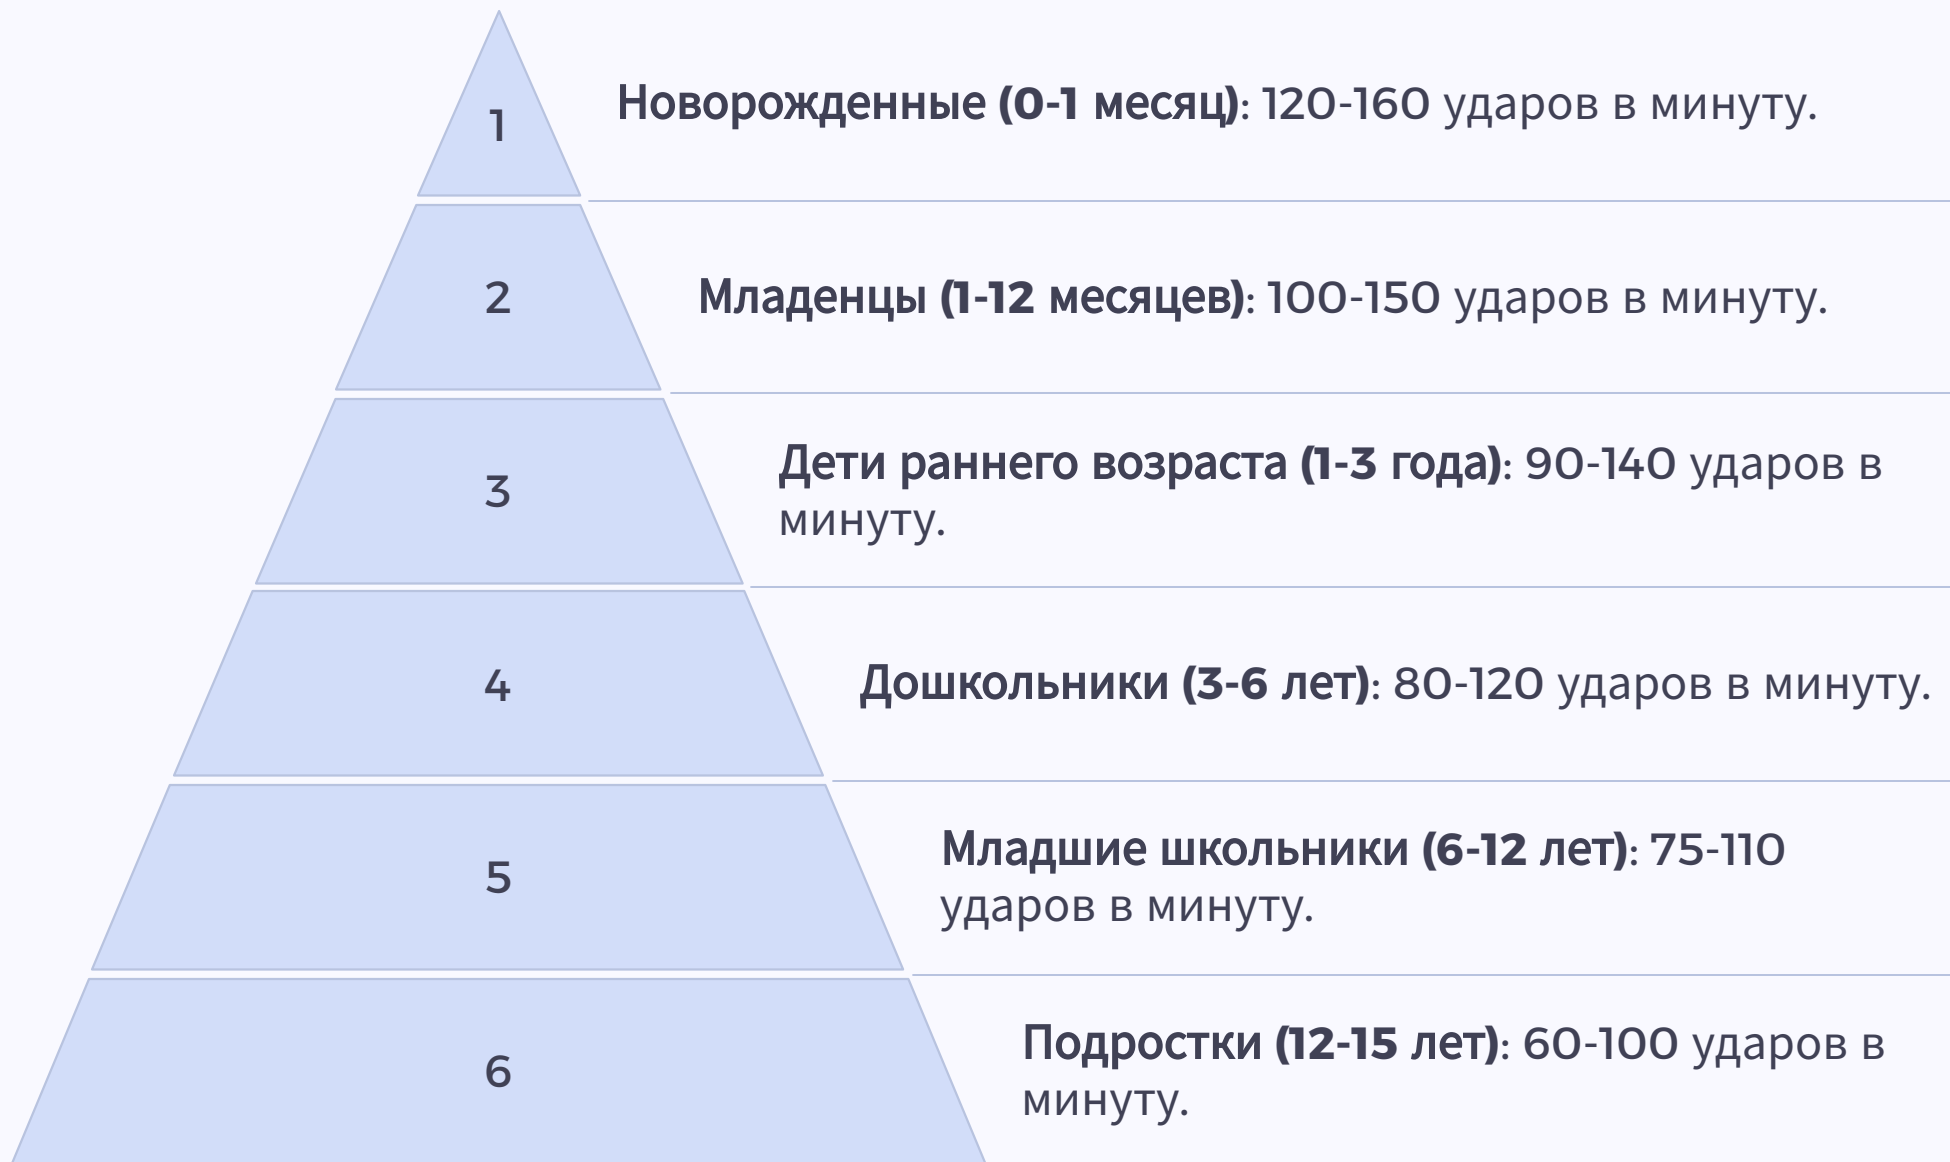 1
Новорожденные (0-1 месяц): 120-160 ударов в минуту.
2
Младенцы (1-12 месяцев): 100-150 ударов в минуту.
3
Дети раннего возраста (1-3 года): 90-140 ударов в
минуту.
4
Дошкольники (3-6 лет): 80-120 ударов в минуту.
5
Младшие школьники (6-12 лет): 75-110
ударов в минуту.
6
Подростки (12-15 лет): 60-100 ударов в
минуту.